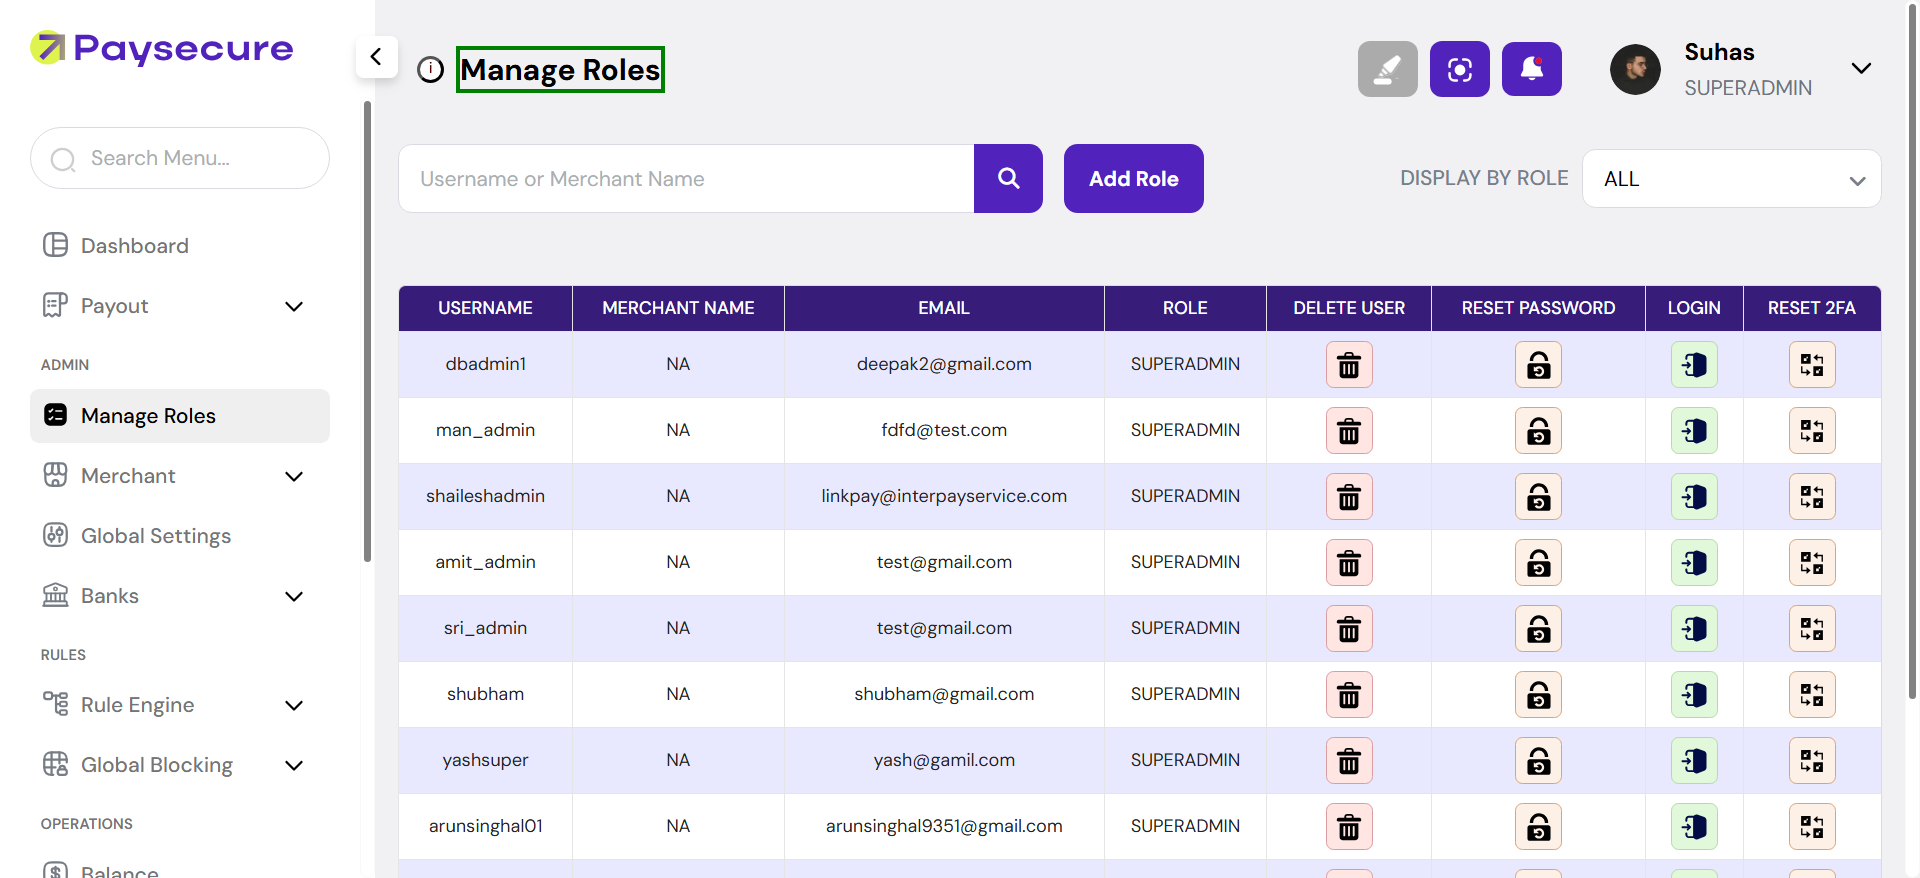 Paysecure
Search Menu...
Dashboard
Payout
ADMIN
Manage Roles
Merchant
Global Settings
Banks
RULES
Rule Engine
Global Blocking
OPERATIONS
Balance
Manage Roles
Suhas
SUPERADMIN
Username or Merchant Name
Add Role
DISPLAY BY ROLE ALL
USERNAME MERCHANT NAME EMAIL ROLE DELETE USER RESET PASSWORD LOGIN RESET 2FA
dbadmin1 NA deepak2@gmail.com SUPERADMIN
man_admin NA fdfd@test.com SUPERADMIN
shaileshadmin NA linkpay@interpayservice.com SUPERADMIN
amit_admin NA test@gmail.com SUPERADMIN
sri_admin NA test@gmail.com SUPERADMIN
shubham NA shubham@gmail.com SUPERADMIN
yashsuper NA yash@gamil.com SUPERADMIN
arunsinghal01 NA arunsinghal9351@gmail.com SUPERADMIN